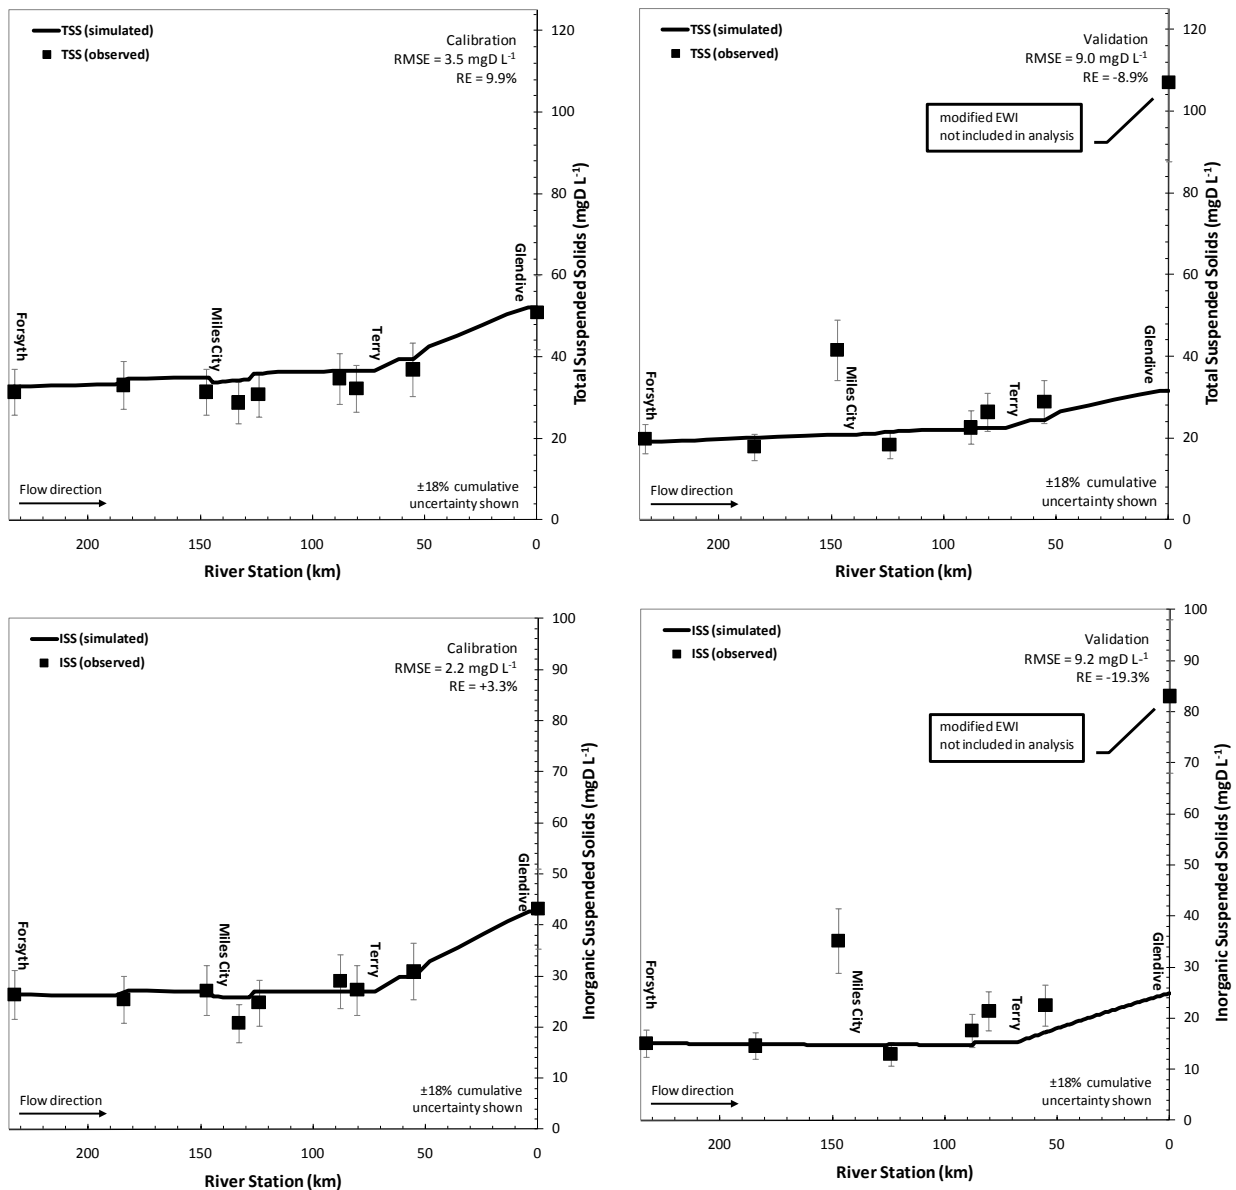 TSS (simulated)
TSS (observed)
Calibration
RMSE = 3.5 mgD L-1
RE = 9.9%
Forsyth
Miles City
Terry
Glendive
Flow direction
±18% cumulative
uncertainty shown
120
100
80
60
40
20
0
Total Suspended Solids (mgD L-1)
200
150
100
50
0
River Station (km)
TSS (simulated)
TSS (observed)
Validation
RMSE = 9.0 mgD L-1
RE = -8.9%
modified EWI
not included in analysis
Forsyth
Miles City
Terry
Glendive
Flow direction
±18% cumulative
uncertainty shown
120
100
80
60
40
20
0
Total Suspended Solids (mgD L-1)
200
150
100
50
0
River Station (km)
ISS (simulated)
ISS (observed)
Calibration
RMSE = 2.2 mgD L-1
RE = +3.3%
Forsyth
Miles City
Terry
Glendive
Flow direction
±18% cumulative
uncertainty shown
100
90
80
70
60
50
40
30
20
10
0
Inorganic Suspended Solids (mgD L-1)
200
150
100
50
0
River Station (km)
ISS (simulated)
ISS (observed)
Validation
RMSE = 9.2 mgD L-1
RE = -19.3%
modified EWI
not included in analysis
Forsyth
Miles City
Terry
Glendive
Flow direction
±18% cumulative
uncertainty shown
100
90
80
70
60
50
40
30
20
10
0
Inorganic Suspended Solids (mgD L-1)
200
150
100
50
0
River Station (km)